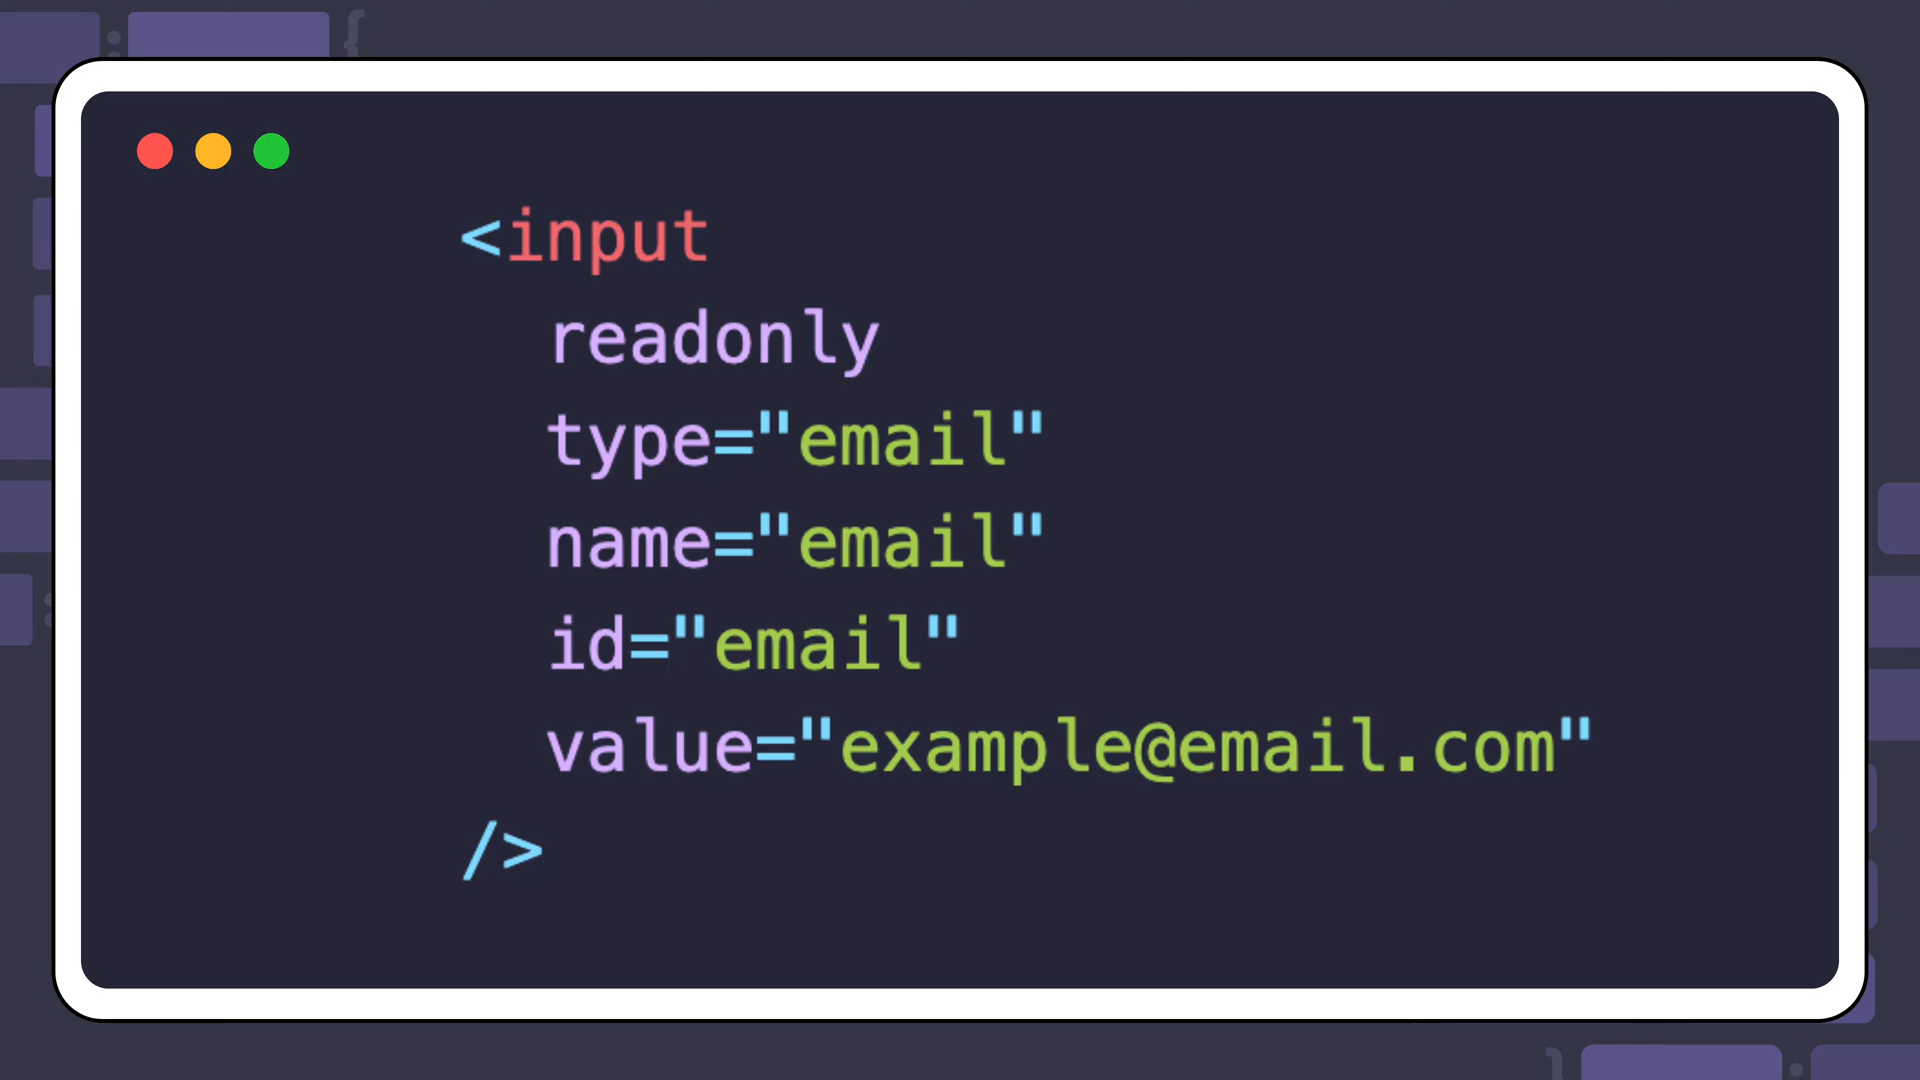 <input
readonly
type="email"
name="email"
id="email"
value="example@email.com"
/>